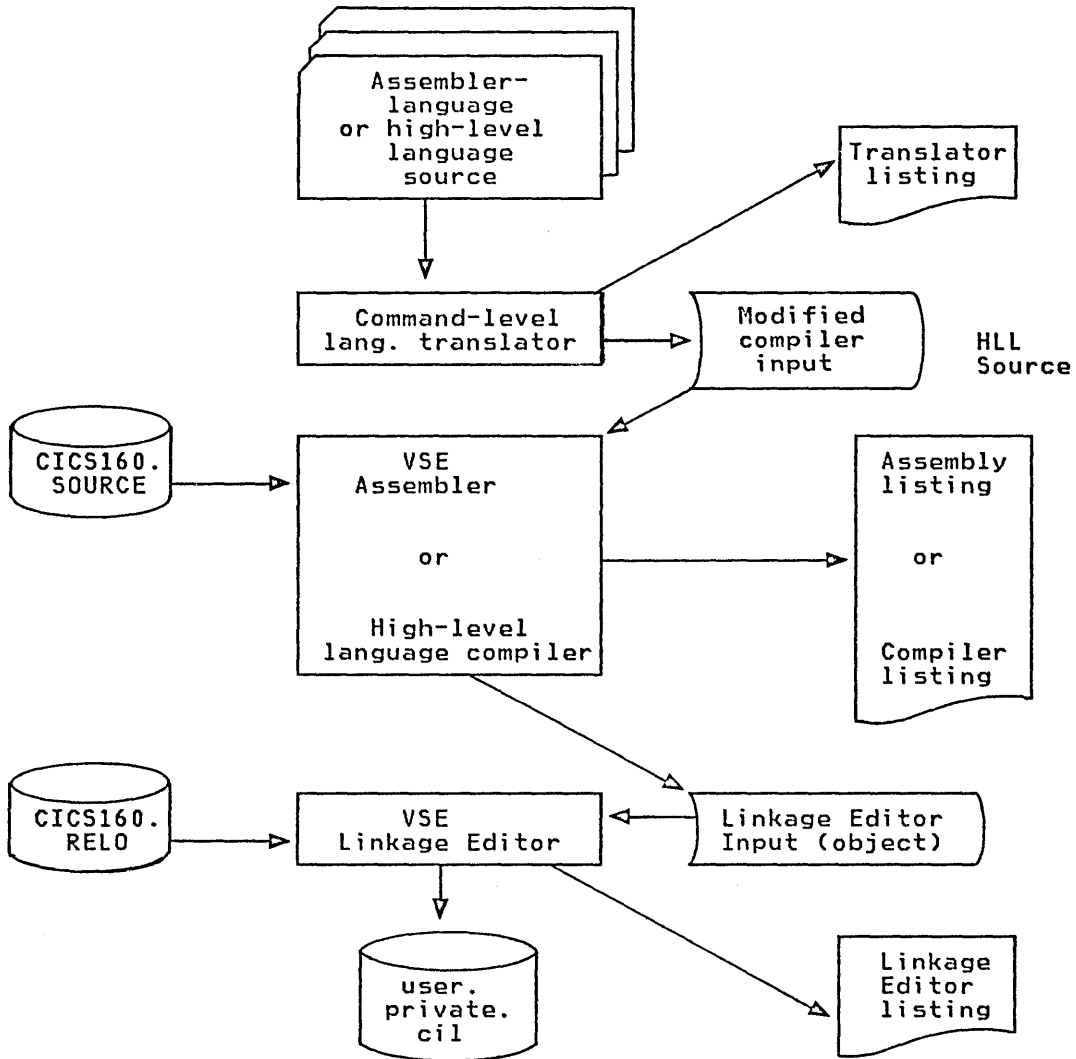 Assembler-
language
or high-level
language
source
Translator
listing
Command-level
lang. translator
Modified
compiler
input
HLL
Source
CICS160.
SOURCE
VSE
Assembler
or
High-level
language compiler
Assembly
listing
or
Compiler
listing
CICS160.
RELO
VSE
Linkage Editor
Linkage Editor
Input (object)
user.
private.
cil
Linkage
Editor
listing